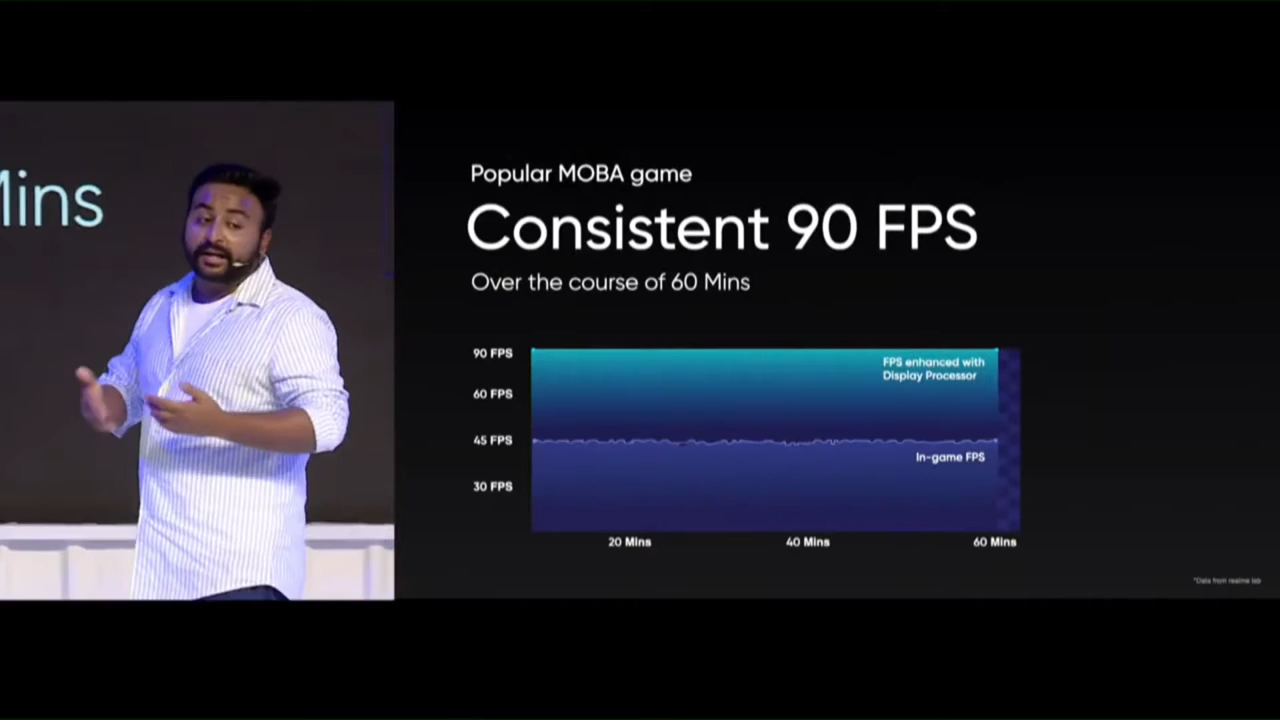 Mins
Popular MOBA game
Consistent 90 FPS
Over the course of 60 Mins
90 FPS
60 FPS
45 FPS
30 FPS
FPS enhanced with
Display Processor
In-game FPS
20 Mins
40 Mins
60 Mins
*Data from realme lab